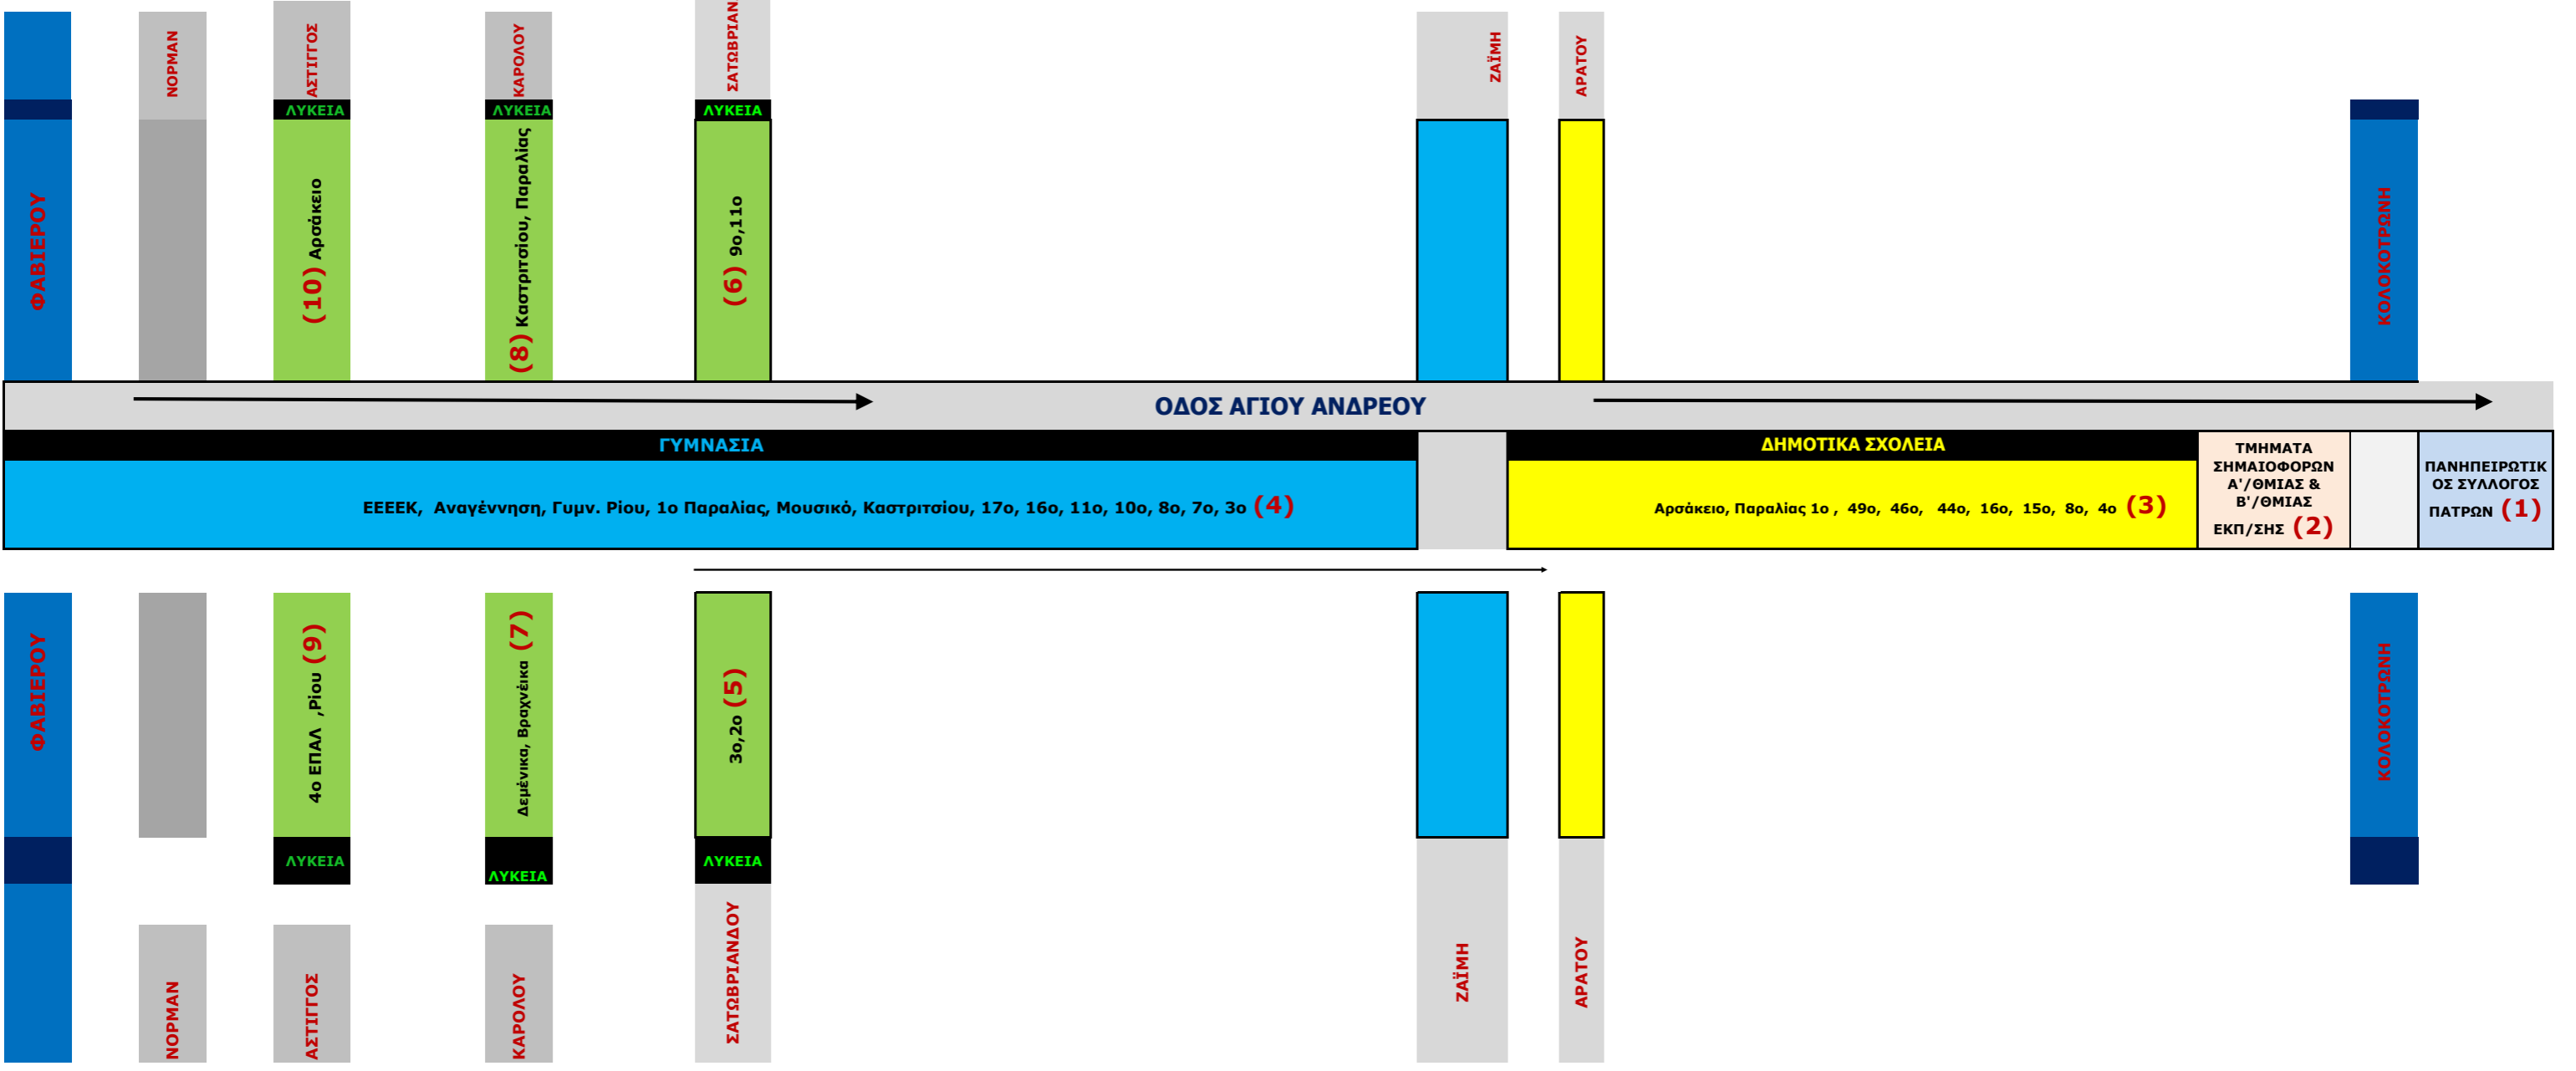 ΝΟΡΜΑΝ
ΑΣΤΙΓΓΟΣ
ΚΑΡΟΛΟΥ
ΣΑΤΩΒΡΙΑΝ
ΖΑΪΜΗ
ΑΡΑΤΟΥ
ΛΥΚΕΙΑ
ΛΥΚΕΙΑ
ΛΥΚΕΙΑ
ΦΑΒΙΕΡΟΥ
(10) Αρσάκειο
(8) Καστριτσίου, Παραλίας
(6) 9ο,11ο
ΚΟΛΟΚΟΤΡΩΝΗ
ΟΔΟΣ ΑΓΙΟΥ ΑΝΔΡΕΟΥ
ΓΥΜΝΑΣΙΑ
ΕΕΕΕΚ, Αναγέννηση, Γυμν. Ρίου, 1ο Παραλίας, Μουσικό, Καστριτσίου, 17ο, 16ο, 11ο, 10ο, 8ο, 7ο, 3ο (4)
ΔΗΜΟΤΙΚΑ ΣΧΟΛΕΙΑ
Αρσάκειο, Παραλίας 1ο , 49ο, 46ο, 44ο, 16ο, 15ο, 8ο, 4ο (3)
ΤΜΗΜΑΤΑ
ΣΗΜΑΙΟΦΟΡΩΝ
Α'/ΘΜΙΑΣ &
Β'/ΘΜΙΑΣ
ΕΚΠ/ΣΗΣ (2)
ΠΑΝΗΠΕΙΡΩΤΙΚ
ΟΣ ΣΥΛΛΟΓΟΣ
ΠΑΤΡΩΝ (1)
ΦΑΒΙΕΡΟΥ
4ο ΕΠΑΛ ,Ρίου (9)
Δεμένικα, Βραχνέικα (7)
3ο,2ο (5)
ΚΟΛΟΚΟΤΡΩΝΗ
ΛΥΚΕΙΑ
ΛΥΚΕΙΑ
ΛΥΚΕΙΑ
ΝΟΡΜΑΝ
ΑΣΤΙΓΓΟΣ
ΚΑΡΟΛΟΥ
ΣΑΤΩΒΡΙΑΝΔΟΥ
ΖΑΪΜΗ
ΑΡΑΤΟΥ